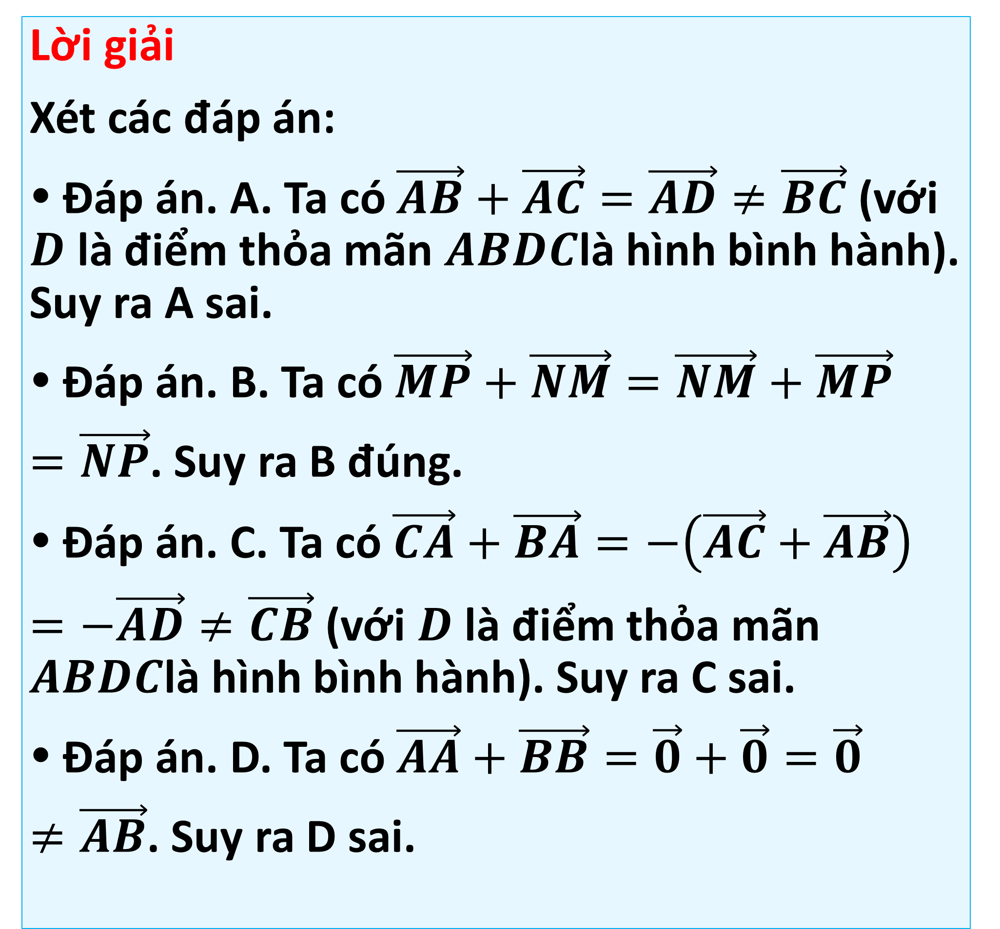 Lời giải
Xét các đáp án:
• Đáp án. A. Ta có $\overrightarrow{AB} + \overrightarrow{AC} = \overrightarrow{AD} \neq \overrightarrow{BC}$ (với
$D$ là điểm thỏa mãn $ABDC$là hình bình hành).
Suy ra A sai.
• Đáp án. B. Ta có $\overrightarrow{MP} + \overrightarrow{NM} = \overrightarrow{NM} + \overrightarrow{MP}$
$= \overrightarrow{NP}$. Suy ra B đúng.
• Đáp án. C. Ta có $\overrightarrow{CA} + \overrightarrow{BA} = -\left(\overrightarrow{AC} + \overrightarrow{AB}\right)$
$= -\overrightarrow{AD} \neq \overrightarrow{CB}$ (với $D$ là điểm thỏa mãn
$ABDC$là hình bình hành). Suy ra C sai.
• Đáp án. D. Ta có $\overrightarrow{AA} + \overrightarrow{BB} = \overrightarrow{0} + \overrightarrow{0} = \overrightarrow{0}$
$\neq \overrightarrow{AB}$. Suy ra D sai.